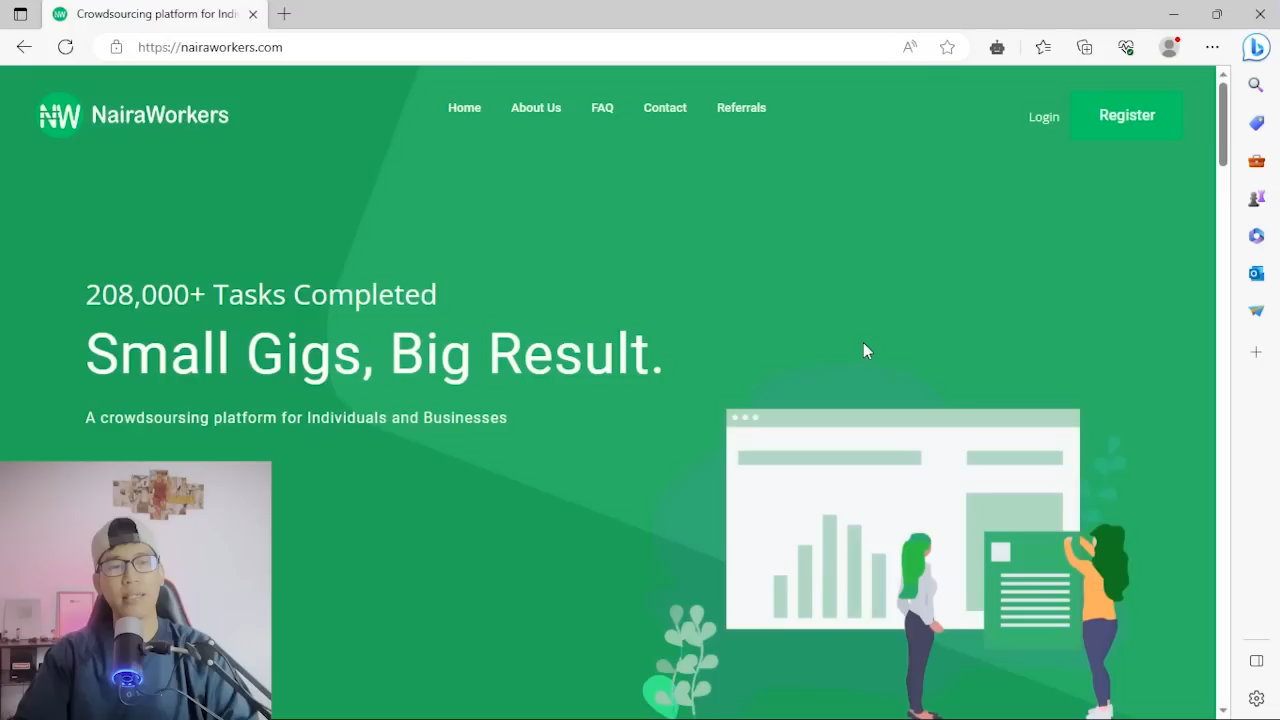 Crowdsourcing platform for Indi
https://nairaworkers.com
NW NairaWorkers
Home About Us FAQ Contact Referrals
Login Register
208,000+ Tasks Completed
Small Gigs, Big Result.
A crowdsoursing platform for Individuals and Businesses